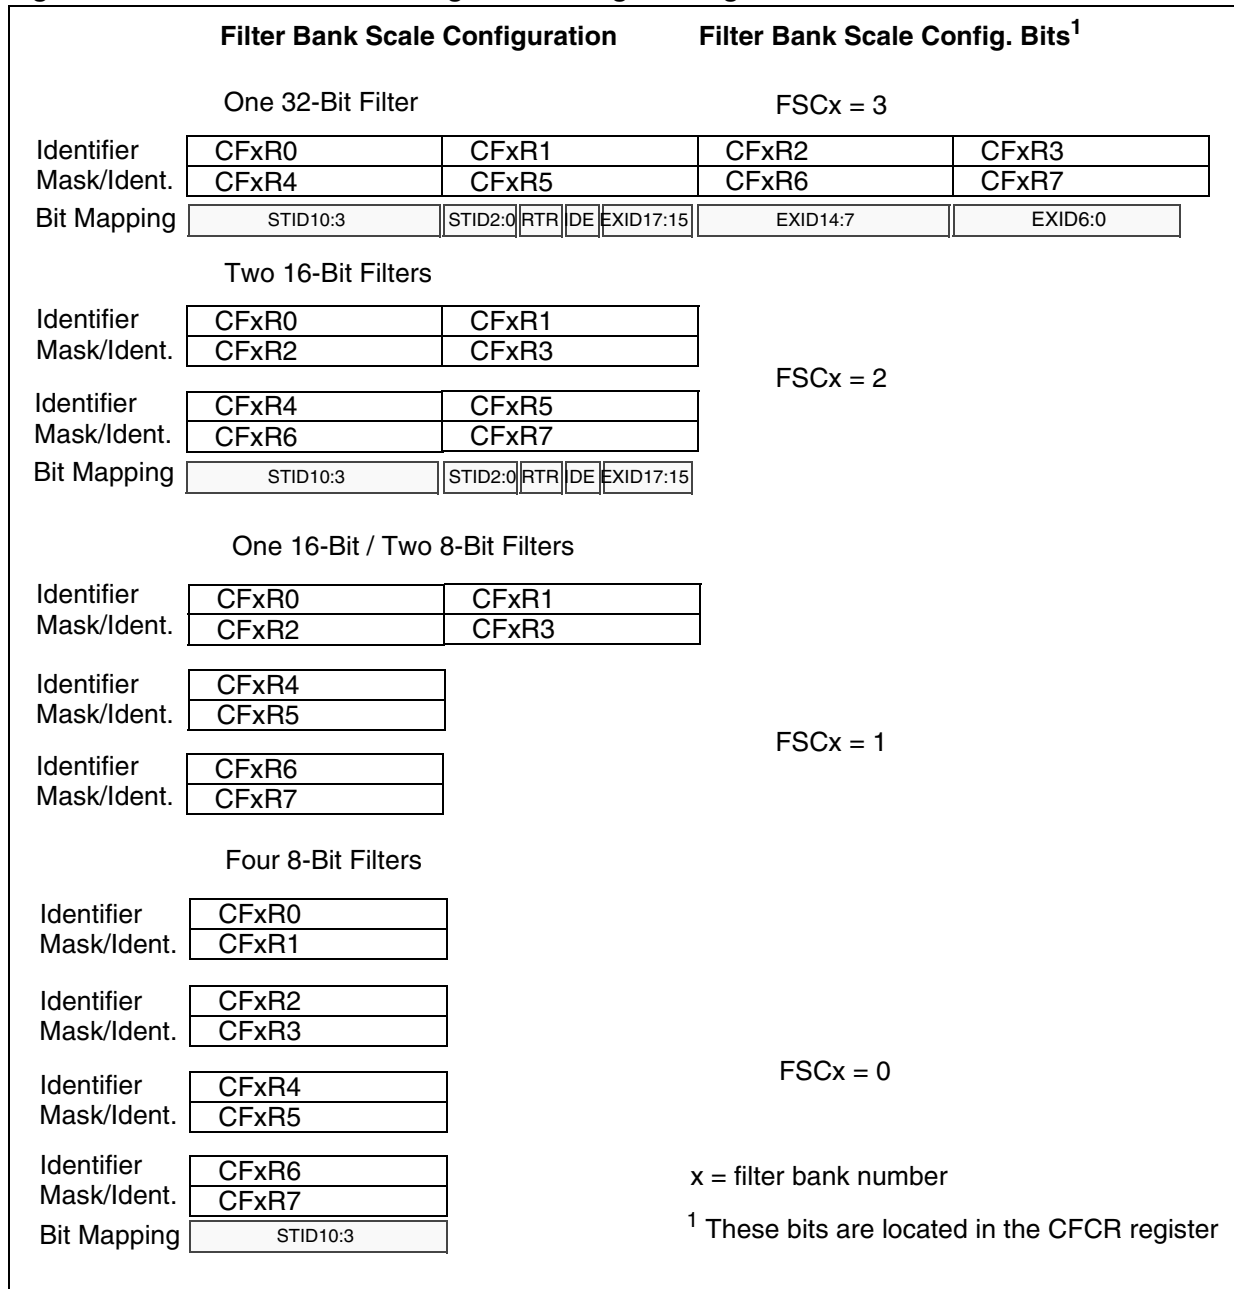 Filter Bank Scale Configuration Filter Bank Scale Config. Bits1
One 32-Bit Filter FSCx = 3
Identifier CFxR0 CFxR1 CFxR2 CFxR3
Mask/Ident. CFxR4 CFxR5 CFxR6 CFxR7
Bit Mapping STID10:3 STID2:0 RTR IDE EXID17:15 EXID14:7 EXID6:0
Two 16-Bit Filters
Identifier CFxR0 CFxR1
Mask/Ident. CFxR2 CFxR3
FSCx = 2
Identifier CFxR4 CFxR5
Mask/Ident. CFxR6 CFxR7
Bit Mapping STID10:3 STID2:0 RTR IDE EXID17:15
One 16-Bit / Two 8-Bit Filters
Identifier CFxR0 CFxR1
Mask/Ident. CFxR2 CFxR3
Identifier CFxR4
Mask/Ident. CFxR5
FSCx = 1
Identifier CFxR6
Mask/Ident. CFxR7
Four 8-Bit Filters
Identifier CFxR0
Mask/Ident. CFxR1
Identifier CFxR2
Mask/Ident. CFxR3
FSCx = 0
Identifier CFxR4
Mask/Ident. CFxR5
Identifier CFxR6
Mask/Ident. CFxR7
x = filter bank number
Bit Mapping STID10:3
1 These bits are located in the CFCR register